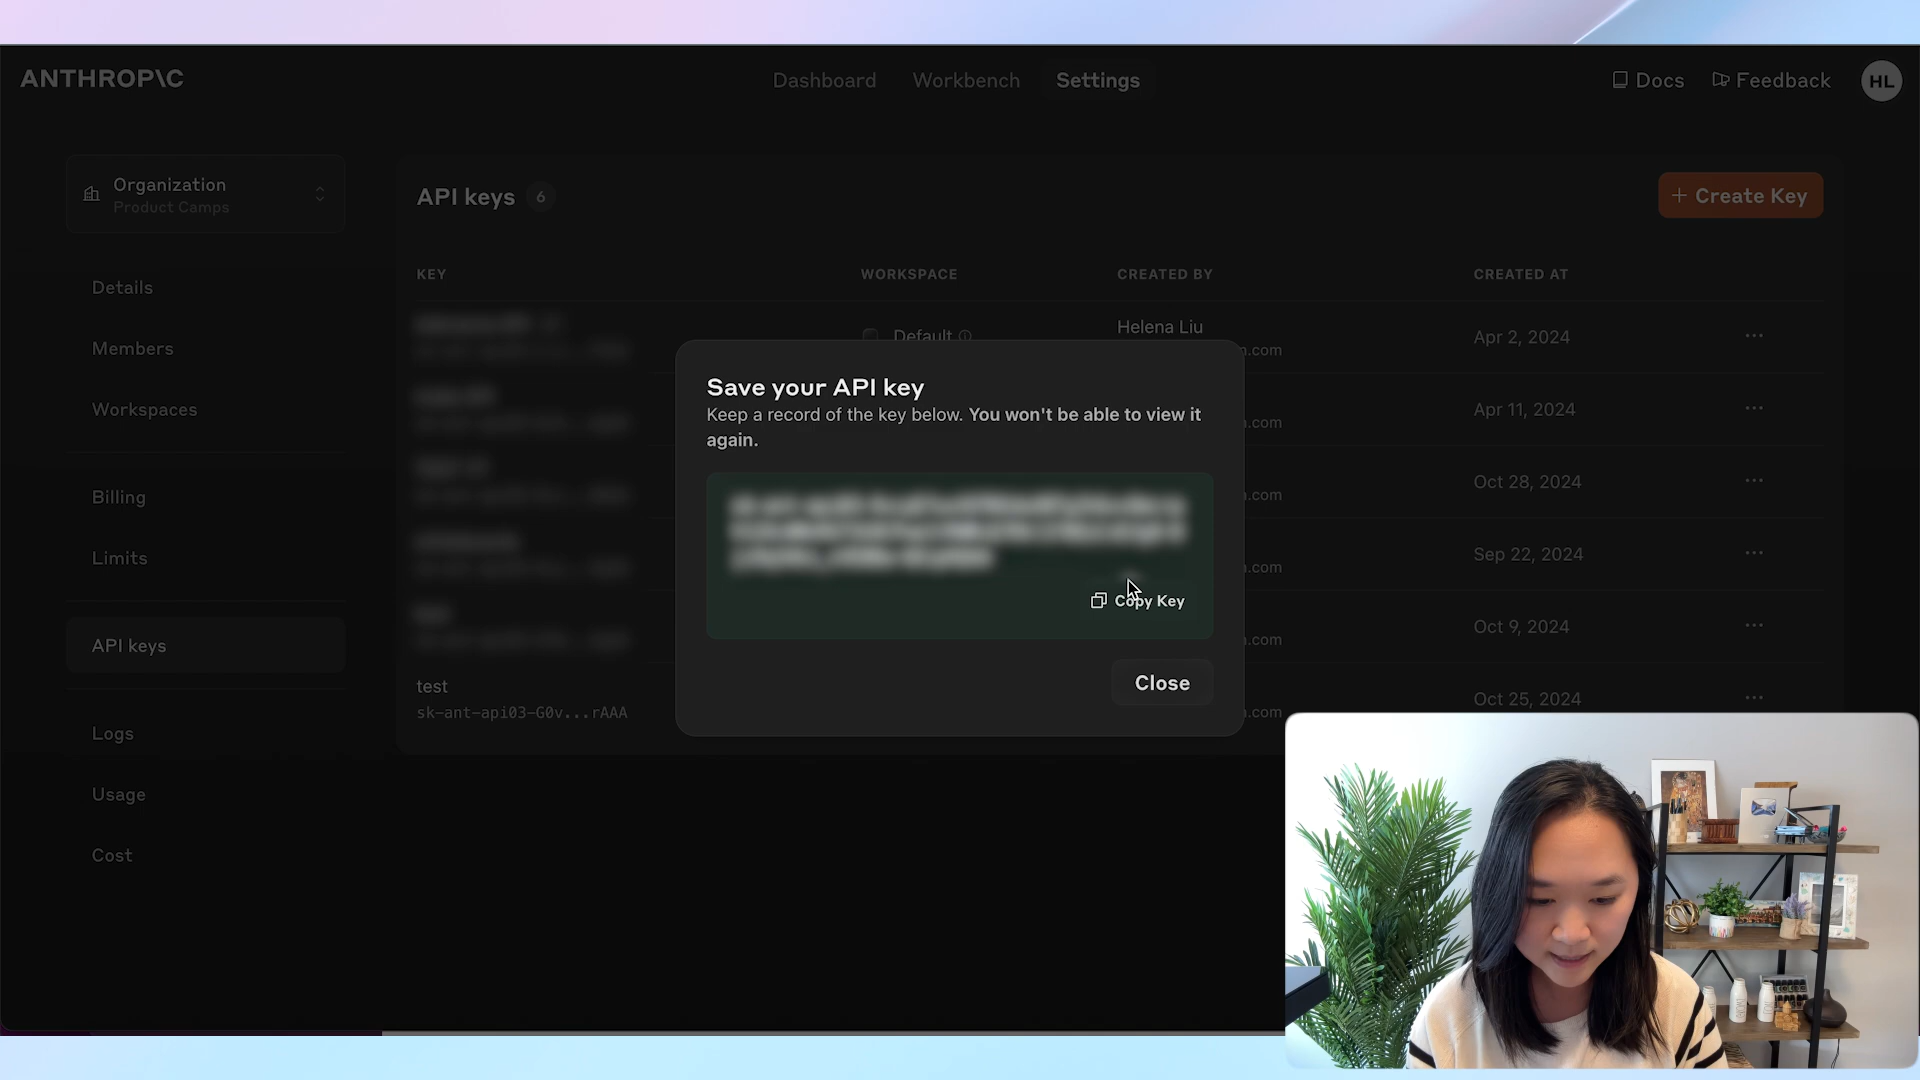 ANTHROP\C
Dashboard
Workbench
Settings
Docs
Feedback
HL
Organization
Product Camps
Details
Members
Workspaces
Billing
Limits
API keys
Logs
Usage
Cost
API keys 6
+ Create Key
KEY
WORKSPACE
CREATED BY
CREATED AT
Default
Helena Liu
n.com
Apr 2, 2024
n.com
Apr 11, 2024
n.com
Oct 28, 2024
n.com
Sep 22, 2024
n.com
Oct 9, 2024
test
sk-ant-api03-G0v...rAAA
n.com
Oct 25, 2024
Save your API key
Keep a record of the key below. You won't be able to view it
again.
Copy Key
Close